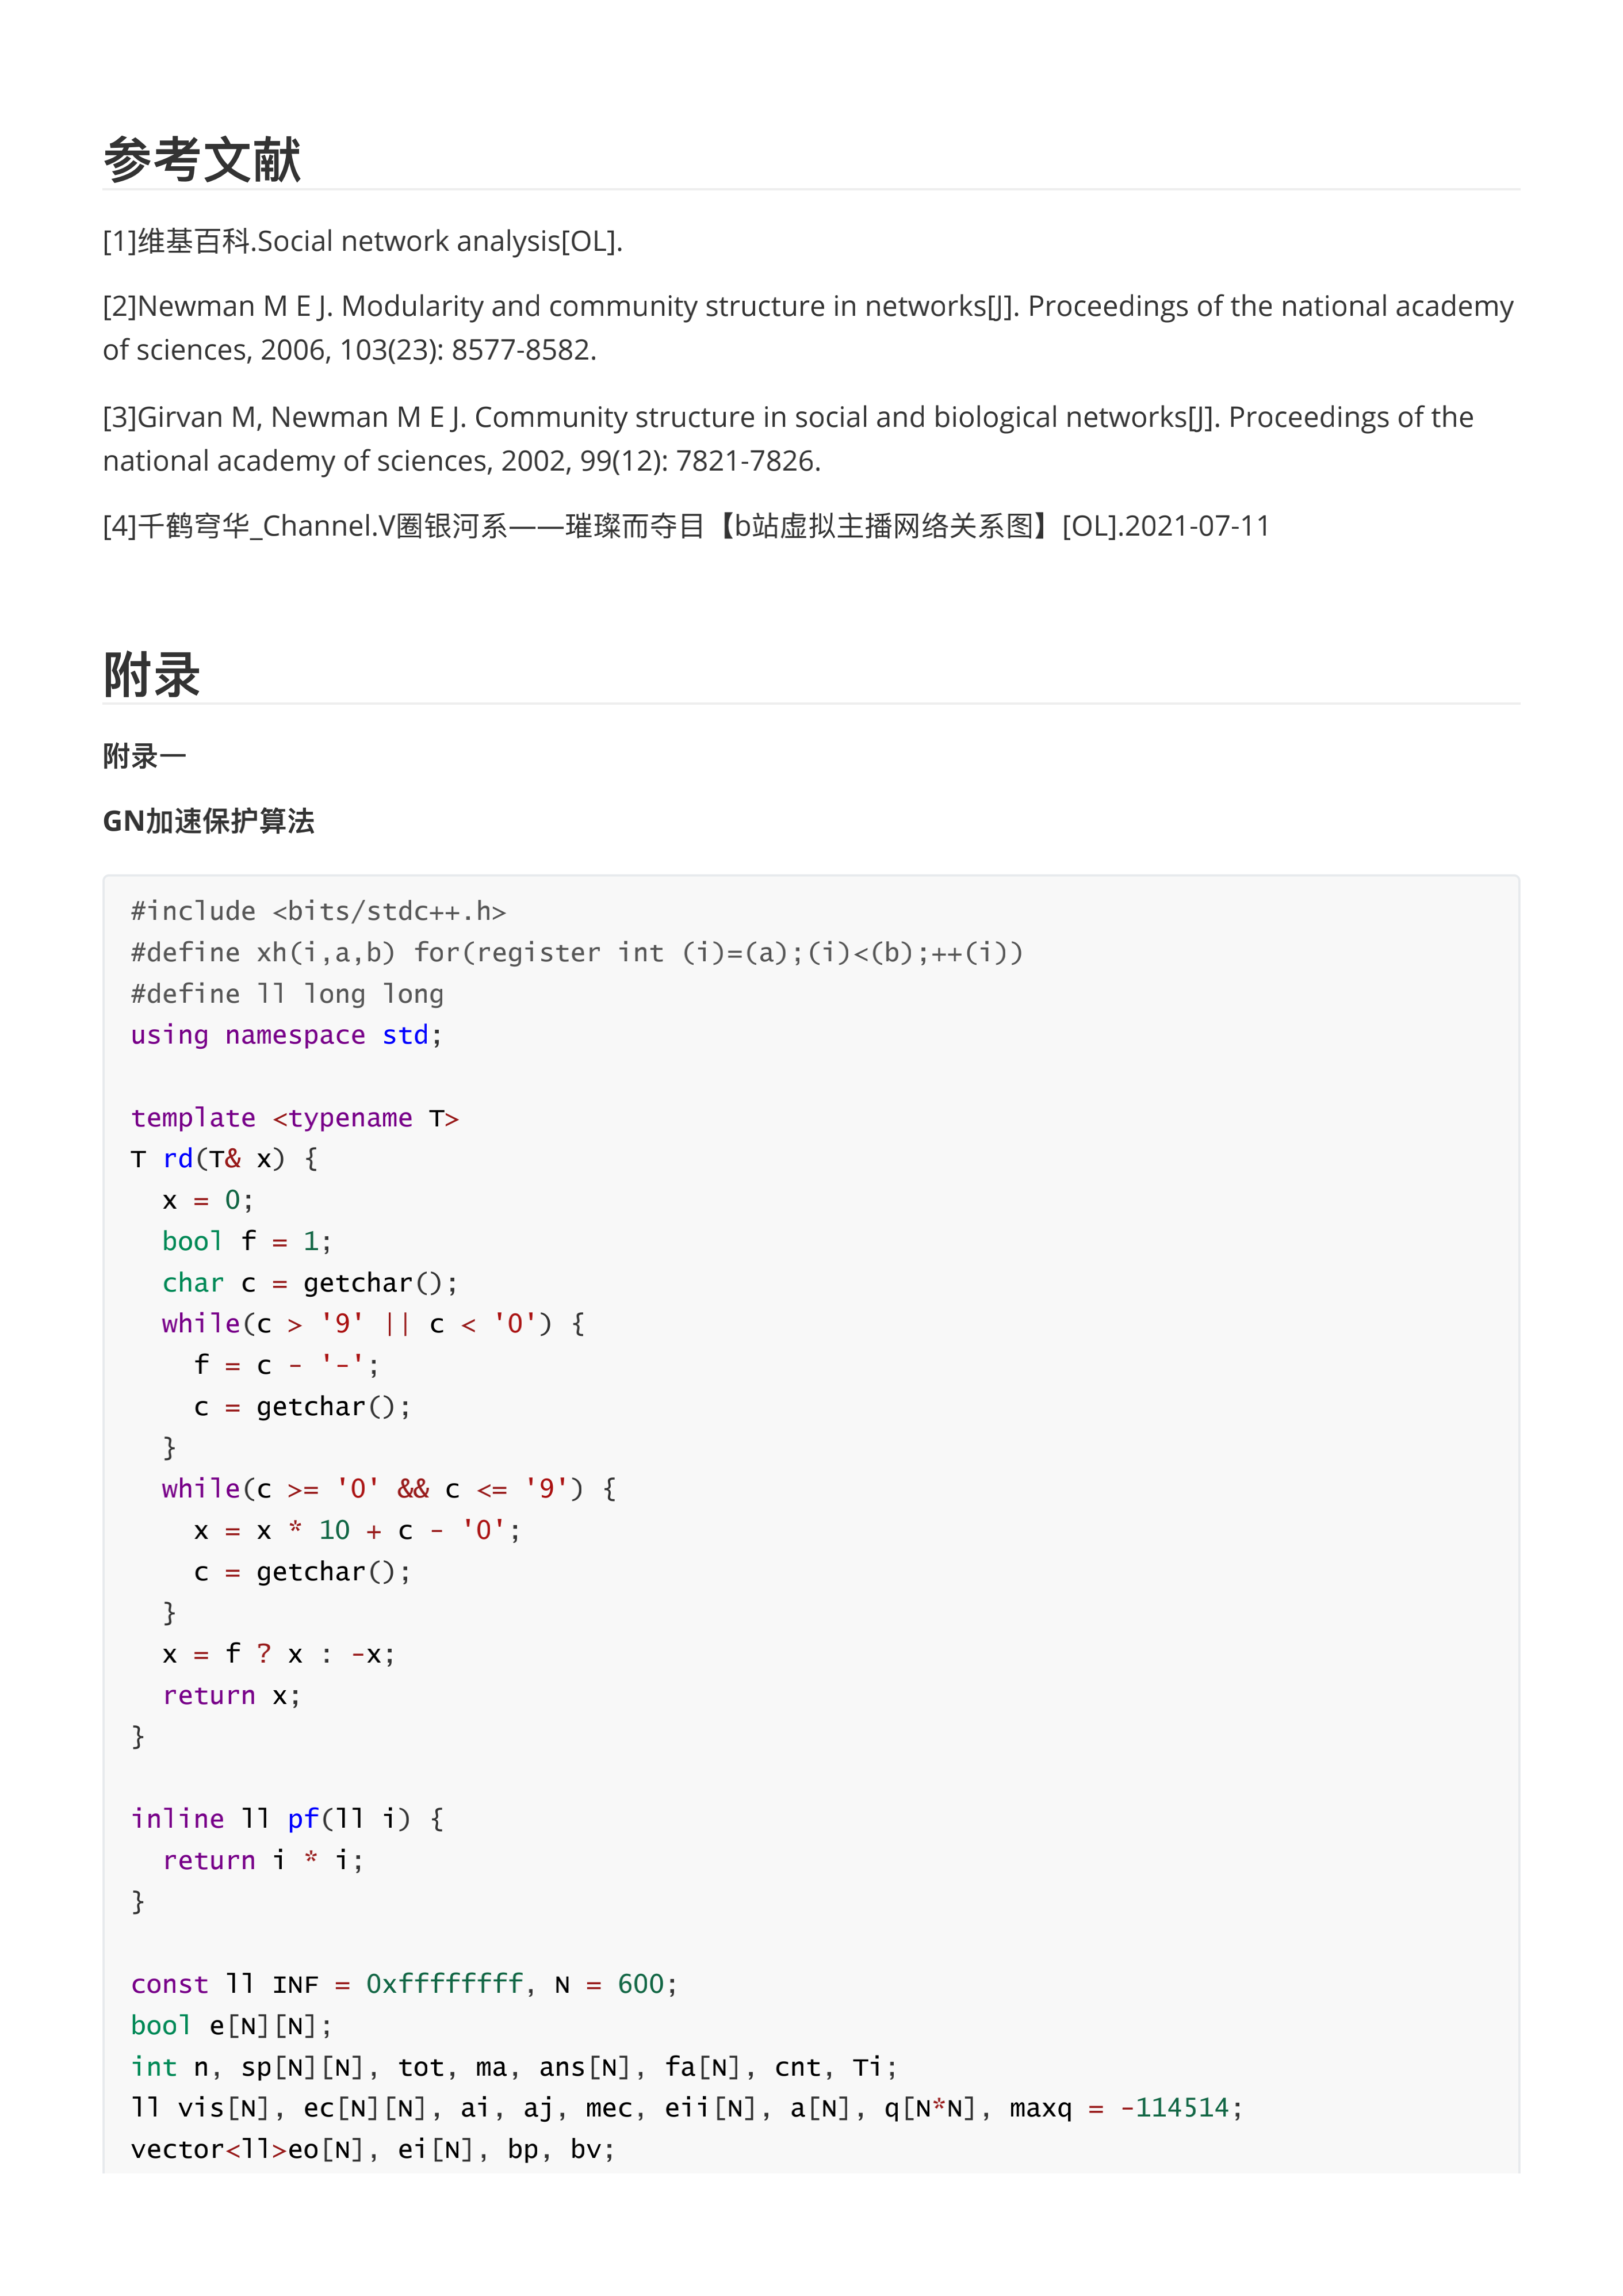 参考文献
[1]维基百科.Social network analysis[OL].
[2]Newman M E J. Modularity and community structure in networks[J]. Proceedings of the national academy
of sciences, 2006, 103(23): 8577-8582.
[3]Girvan M, Newman M E J. Community structure in social and biological networks[J]. Proceedings of the
national academy of sciences, 2002, 99(12): 7821-7826.
[4]千鹤穹华_Channel.V圈银河系——璀璨而夺目【b站虚拟主播网络关系图】[OL].2021-07-11
附录
附录一
GN加速保护算法
#include <bits/stdc++.h>
#define xh(i,a,b) for(register int (i)=(a);(i)<(b);++(i))
#define ll long long
using namespace std;
template <typename T>
T rd(T& x) {
  x = 0;
  bool f = 1;
  char c = getchar();
  while(c > '9' || c < '0') {
    f = c - '-';
    c = getchar();
  }
  while(c >= '0' && c <= '9') {
    x = x * 10 + c - '0';
    c = getchar();
  }
  x = f ? x : -x;
  return x;
}
inline ll pf(ll i) {
  return i * i;
}
const ll INF = 0xffffffff, N = 600;
bool e[N][N];
int n, sp[N][N], tot, ma, ans[N], fa[N], cnt, Ti;
ll vis[N], ec[N][N], ai, aj, mec, eii[N], a[N], q[N*N], maxq = -114514;
vector<ll>eo[N], ei[N], bp, bv;